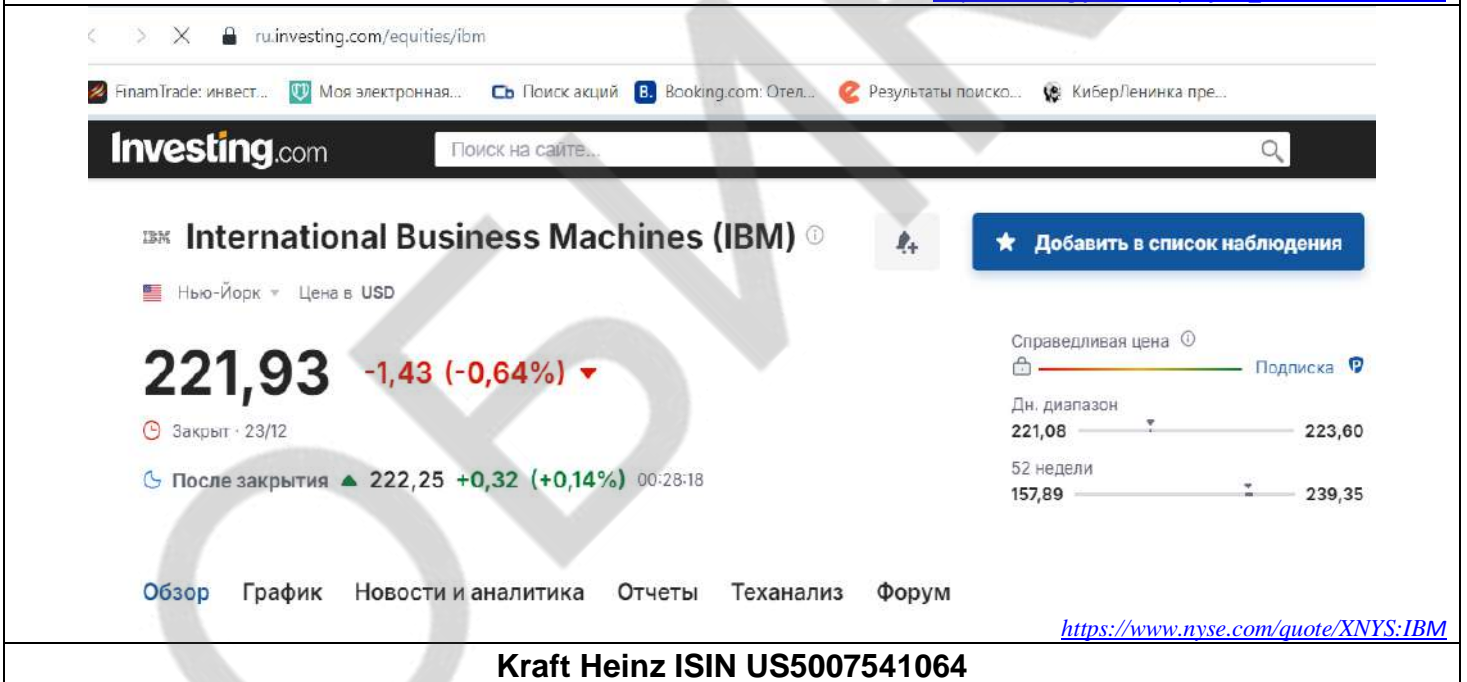 ru.investing.com/equities/ibm
FinamTrade: инвест... Моя электронная... Сь Поиск акций B. Booking.com: Отел... Результаты поиско... КиберЛенинка пре...
Investing.com Поиск на сайте...
IBM International Business Machines (IBM)
Добавить в список наблюдения
Нью-Йорк Цена в USD
221,93 -1,43 (-0,64%)
Закрыт · 23/12
После закрытия 222,25 +0,32 (+0,14%) 00:28:18
Справедливая цена
Подписка
Дн. диапазон
221,08 223,60
52 недели
157,89 239,35
Обзор График Новости и аналитика Отчеты Теханализ Форум
https://www.nyse.com/quote/XNYS:IBM
Kraft Heinz ISIN US5007541064